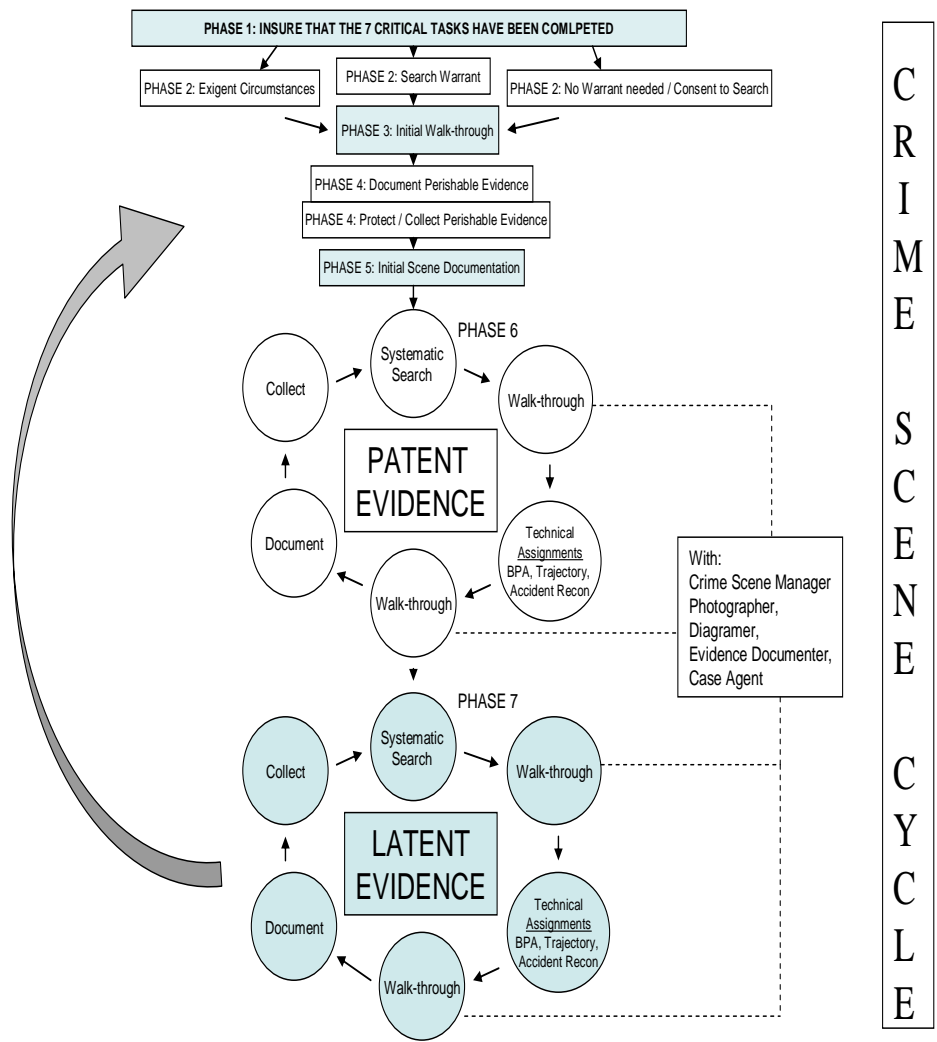 PHASE 1: INSURE THAT THE 7 CRITICAL TASKS HAVE BEEN COMLPETED
PHASE 2: Exigent Circumstances
PHASE 2: Search Warrant
PHASE 2: No Warrant needed / Consent to Search
PHASE 3: Initial Walk-through
PHASE 4: Document Perishable Evidence
PHASE 4: Protect / Collect Perishable Evidence
PHASE 5: Initial Scene Documentation
PHASE 6
Systematic
Search
Walk-through
Technical
Assignments
BPA, Trajectory,
Accident Recon
Walk-through
Document
Collect
PATENT
EVIDENCE
With:
Crime Scene Manager
Photographer,
Diagramer,
Evidence Documenter,
Case Agent
PHASE 7
Systematic
Search
Walk-through
Technical
Assignments
BPA, Trajectory,
Accident Recon
Walk-through
Document
Collect
LATENT
EVIDENCE
CRIME SCENE CYCLE